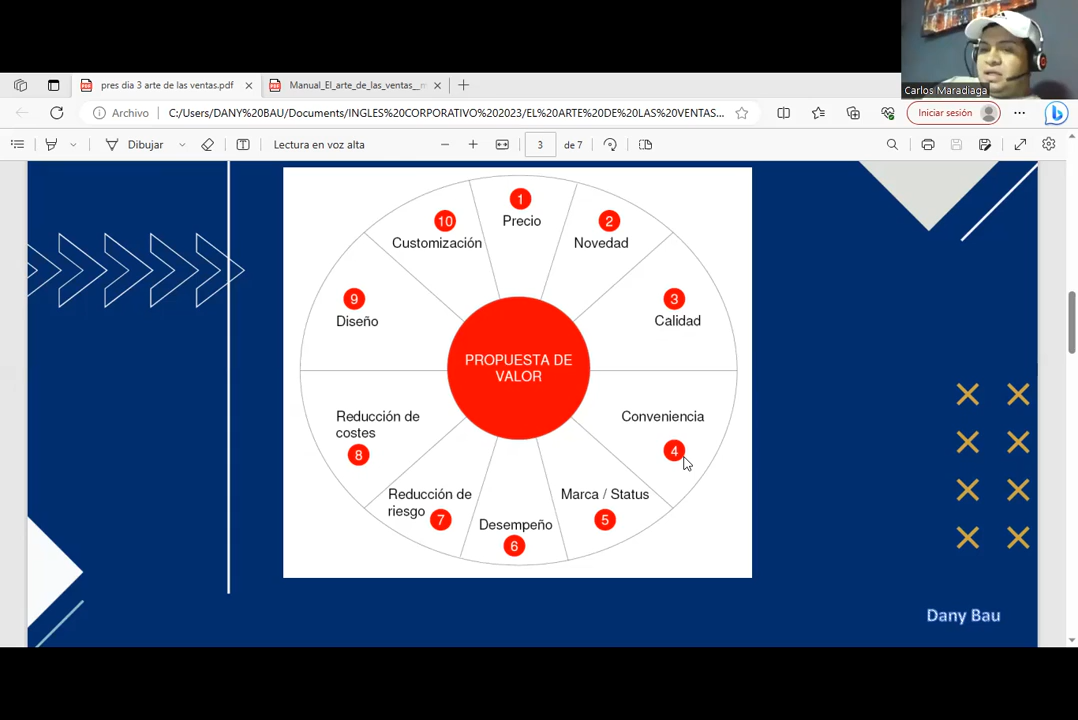 Carlos Maradiaga
pres dia 3 arte de las ventas.pdf
Manual_El_arte_de_las_ventas__m
Archivo
C:/Users/DANY%20BAU/Documents/INGLES%20CORPORATIVO%202023/EL%20ARTE%20DE%20LAS%20VENTAS...
Iniciar sesión
Dibujar
Lectura en voz alta
3
de 7
1
Precio
10
Customización
2
Novedad
9
Diseño
3
Calidad
PROPUESTA DE
VALOR
Reducción de
costes
8
Conveniencia
4
Reducción de
riesgo
7
Desempeño
6
Marca / Status
5
Dany Bau